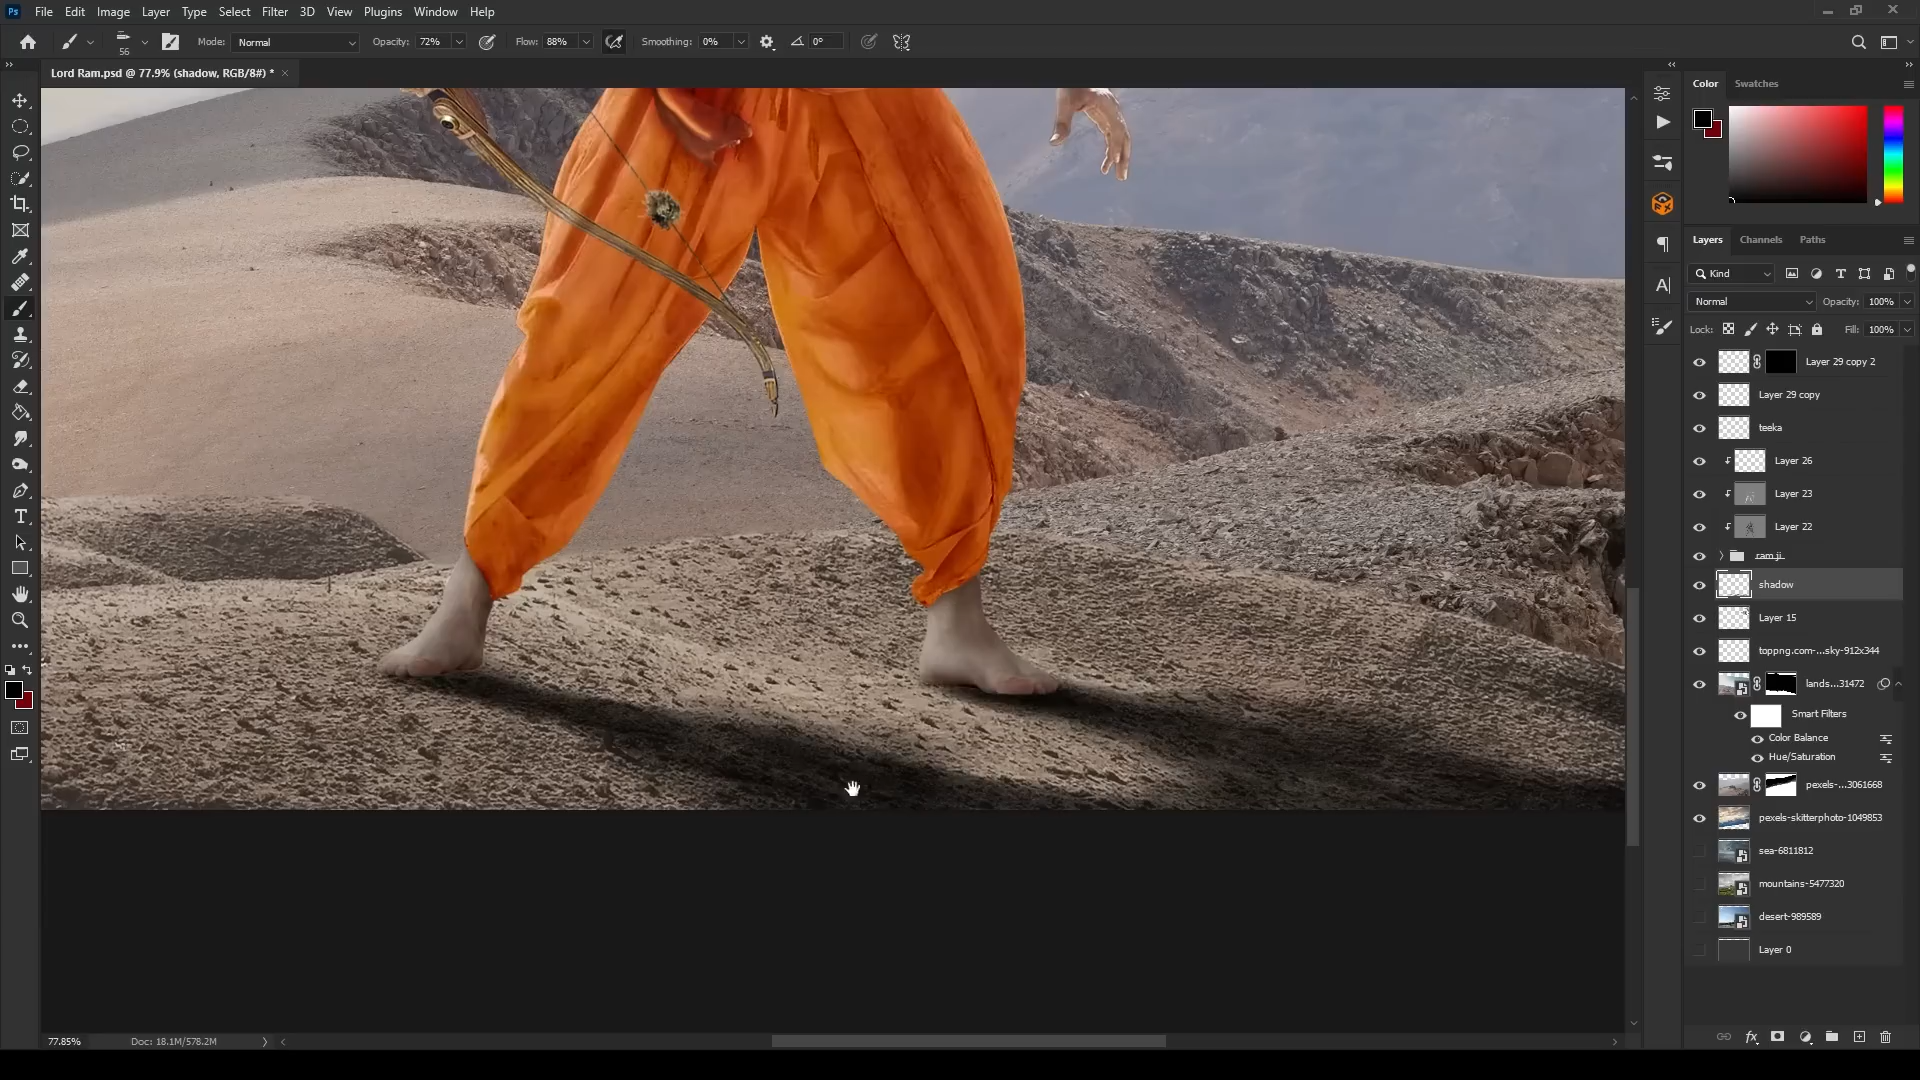 Ps File Edit Image Layer Type Select Filter 3D View Plugins Window Help
56 Mode: Normal Opacity: 72% Flow: 88% Smoothing: 0% 0°
Lord Ram.psd @ 77.9% (shadow, RGB/8#) * ×
Color Swatches
Layers Channels Paths
Kind
Normal Opacity: 100%
Lock: Fill: 100%
Layer 29 copy 2
Layer 29 copy
teeka
Layer 26
Layer 23
Layer 22
ram ji
shadow
Layer 15
toppng.com-...sky-912x344
lands...31472
Smart Filters
Color Balance
Hue/Saturation
pexels-...3061668
pexels-skitterphoto-1049853
sea-6811812
mountains-5477320
desert-989589
Layer 0
77.85% Doc: 18.1M/578.2M
fx